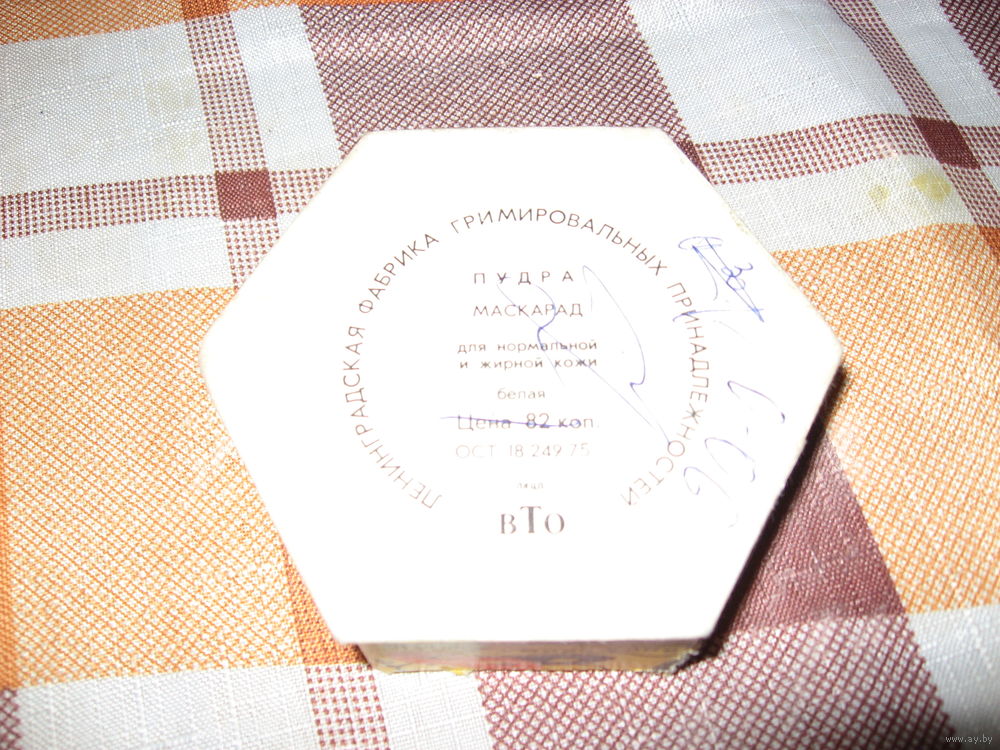 ЛЕНИНГРАДСКАЯ ФАБРИКА ГРИМИРОВАЛЬНЫХ ПРИНАДЛЕЖНОСТЕЙ
ПУДРА
МАСКАРАД
для нормальной
и жирной кожи
белая
Цена 82 коп.
ОСТ 18 249 75
ВТО
www.ay.by